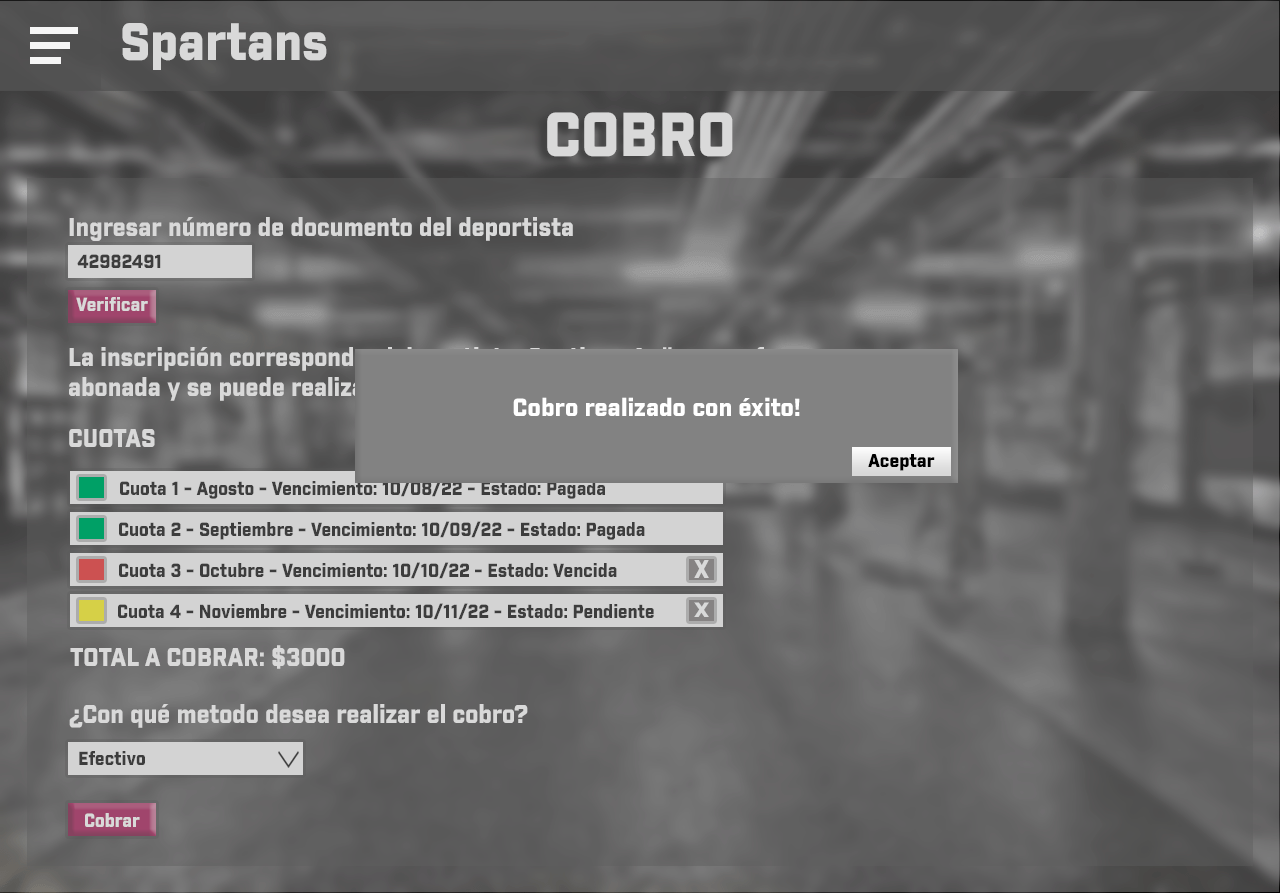 Spartans
COBRO
Ingresar número de documento del deportista
42982491
Verificar
La inscripción
abonada y se puede
Cobro realizado con éxito!
Aceptar
CUOTAS
Cuota 1 - Agosto - Vencimiento: 10/08/22 - Estado: Pagada
Cuota 2 - Septiembre - Vencimiento: 10/09/22 - Estado: Pagada
Cuota 3 - Octubre - Vencimiento: 10/10/22 - Estado: Vencida X
Cuota 4 - Noviembre - Vencimiento: 10/11/22 - Estado: Pendiente X
TOTAL A COBRAR: $3000
¿Con qué metodo desea realizar el cobro?
Efectivo
Cobrar